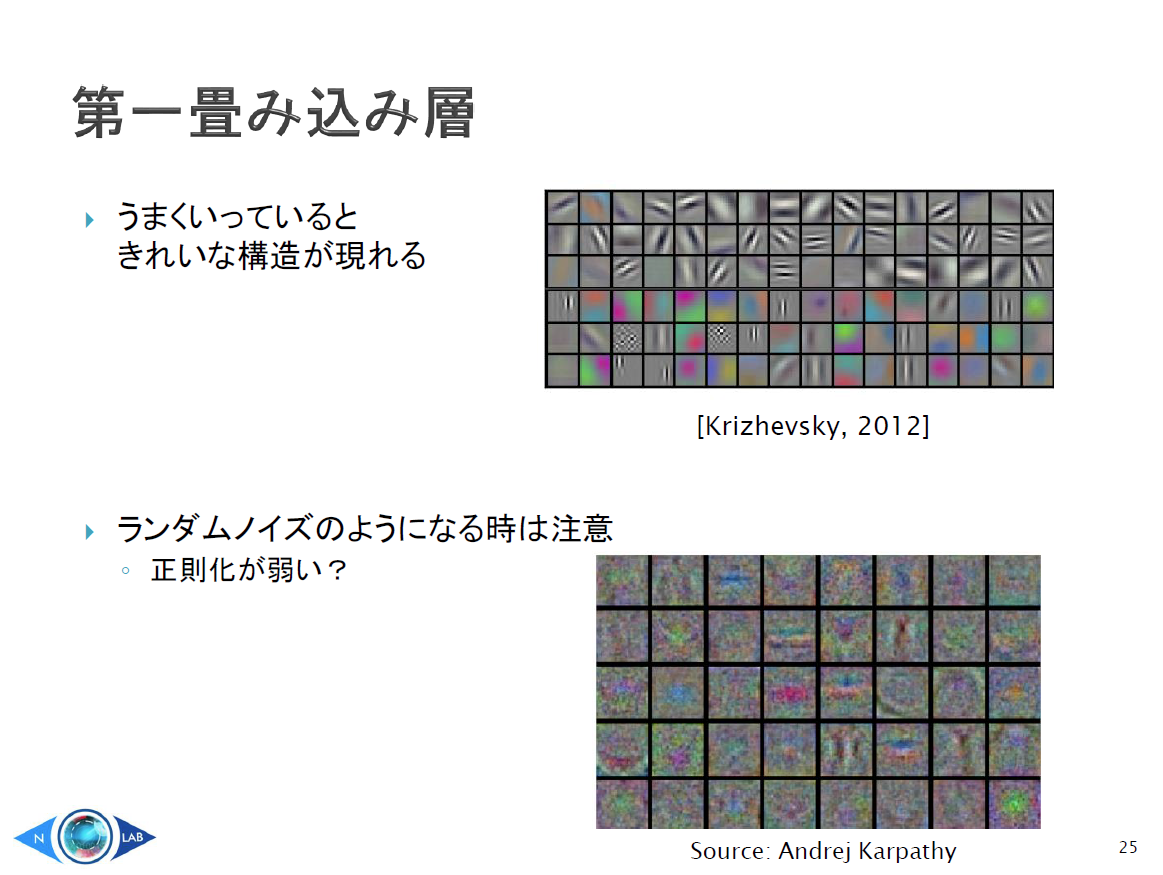 第一畳み込み層
うまくいっていると
きれいな構造が現れる
[Krizhevsky, 2012]
ランダムノイズのようになる時は注意
正則化が弱い？
Source: Andrej Karpathy
N LAB
25